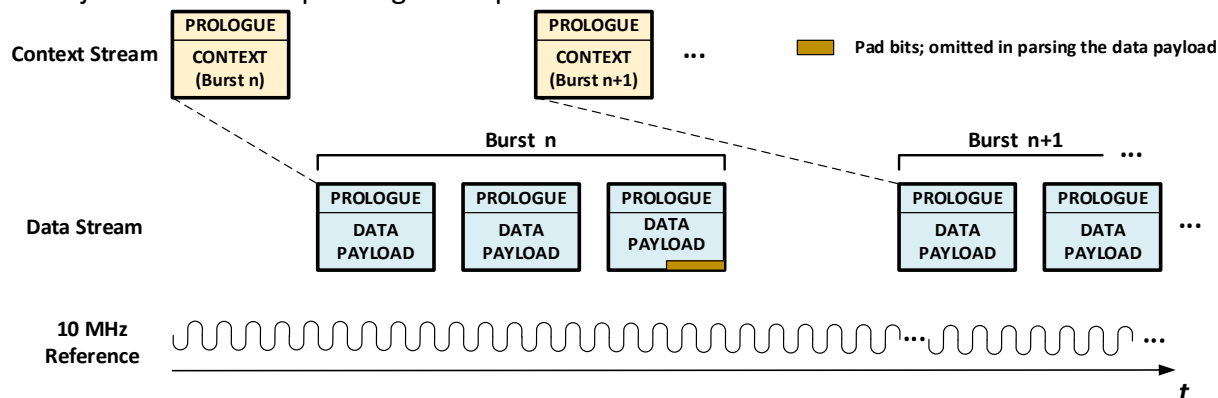 PROLOGUE
CONTEXT
(Burst n)
PROLOGUE
CONTEXT
(Burst n+1)
Context Stream
...
Pad bits; omitted in parsing the data payload
Burst n
Burst n+1
...
Data Stream
PROLOGUE
DATA
PAYLOAD
PROLOGUE
DATA
PAYLOAD
PROLOGUE
DATA
PAYLOAD
PROLOGUE
DATA
PAYLOAD
PROLOGUE
DATA
PAYLOAD
...
10 MHz
Reference
...
...
t